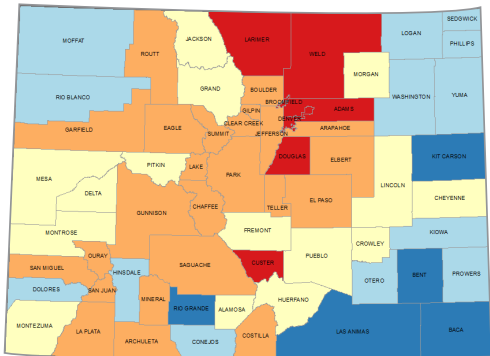 SEDGWICK
LOGAN
JACKSON
LARIMER
MOFFAT
PHILLIPS
ROUTT
WELD
MORGAN
GRAND
BOULDER
RIO BLANCO
WASHINGTON
YUMA
BROOMFIELD
GILPIN
ADAMS
DENVER
CLEAR CREEK
GARFIELD
EAGLE
SUMMIT
JEFFERSON
ARAPAHOE
DOUGLAS
ELBERT
KIT CARSON
PITKIN
LAKE
PARK
MESA
LINCOLN
DELTA
CHEYENNE
GUNNISON
CHAFFEE
TELLER
EL PASO
MONTROSE
FREMONT
KIOWA
CROWLEY
OURAY
PUEBLO
SAN MIGUEL
HINSDALE
SAGUACHE
CUSTER
BENT
PROWERS
OTERO
DOLORES
SAN JUAN
MINERAL
HUERFANO
RIO GRANDE
ALAMOSA
MONTEZUMA
LA PLATA
ARCHULETA
CONEJOS
COSTILLA
LAS ANIMAS
BACA